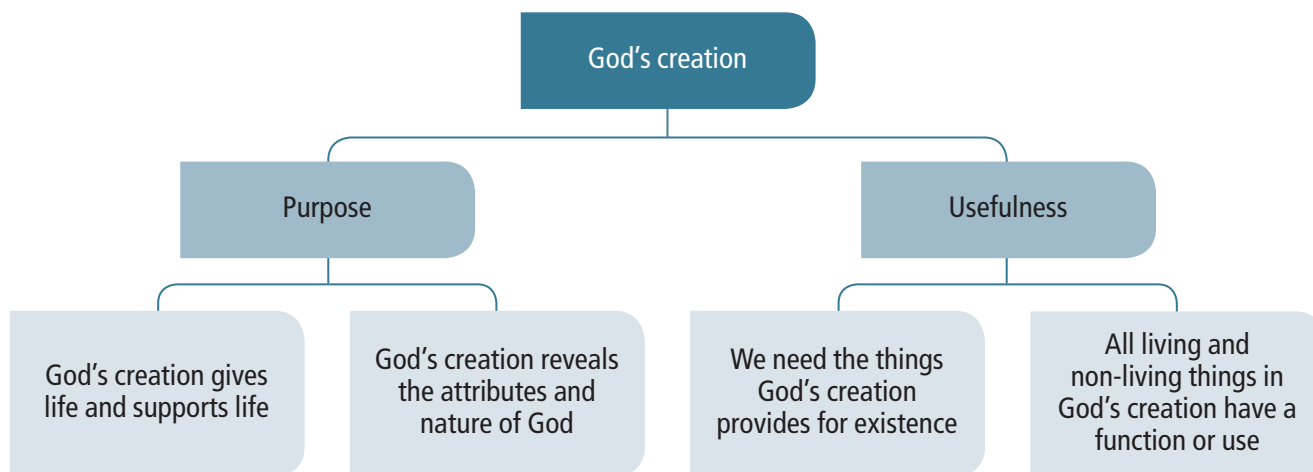 God’s creation
Purpose
Usefulness
God’s creation gives
life and supports life
God’s creation reveals
the attributes and
nature of God
We need the things
God’s creation
provides for existence
All living and
non-living things in
God’s creation have a
function or use